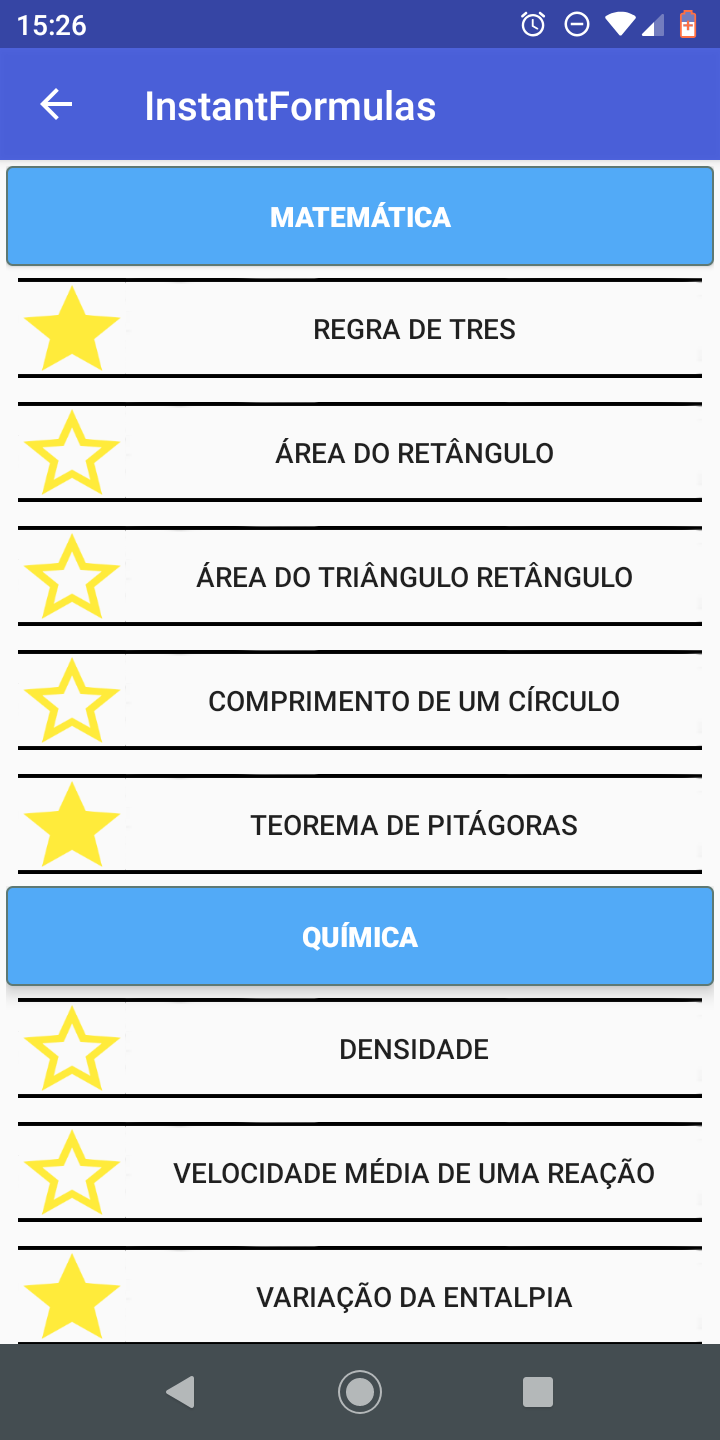 15:26
InstantFormulas
MATEMÁTICA
REGRA DE TRES
ÁREA DO RETÂNGULO
ÁREA DO TRIÂNGULO RETÂNGULO
COMPRIMENTO DE UM CÍRCULO
TEOREMA DE PITÁGORAS
QUÍMICA
DENSIDADE
VELOCIDADE MÉDIA DE UMA REAÇÃO
VARIAÇÃO DA ENTALPIA